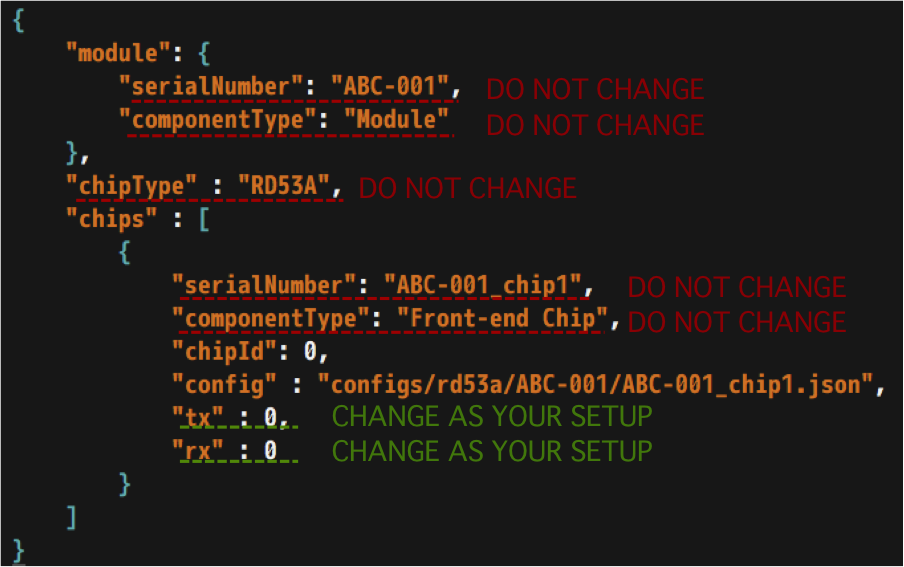 {
    "module": {
        "serialNumber": "ABC-001", DO NOT CHANGE
        "componentType": "Module" DO NOT CHANGE
    },
    "chipType" : "RD53A", DO NOT CHANGE
    "chips" : [
        {
            "serialNumber": "ABC-001_chip1", DO NOT CHANGE
            "componentType": "Front-end Chip", DO NOT CHANGE
            "chipId": 0,
            "config" : "configs/rd53a/ABC-001/ABC-001_chip1.json",
            "tx" : 0, CHANGE AS YOUR SETUP
            "rx" : 0 CHANGE AS YOUR SETUP
        }
    ]
}